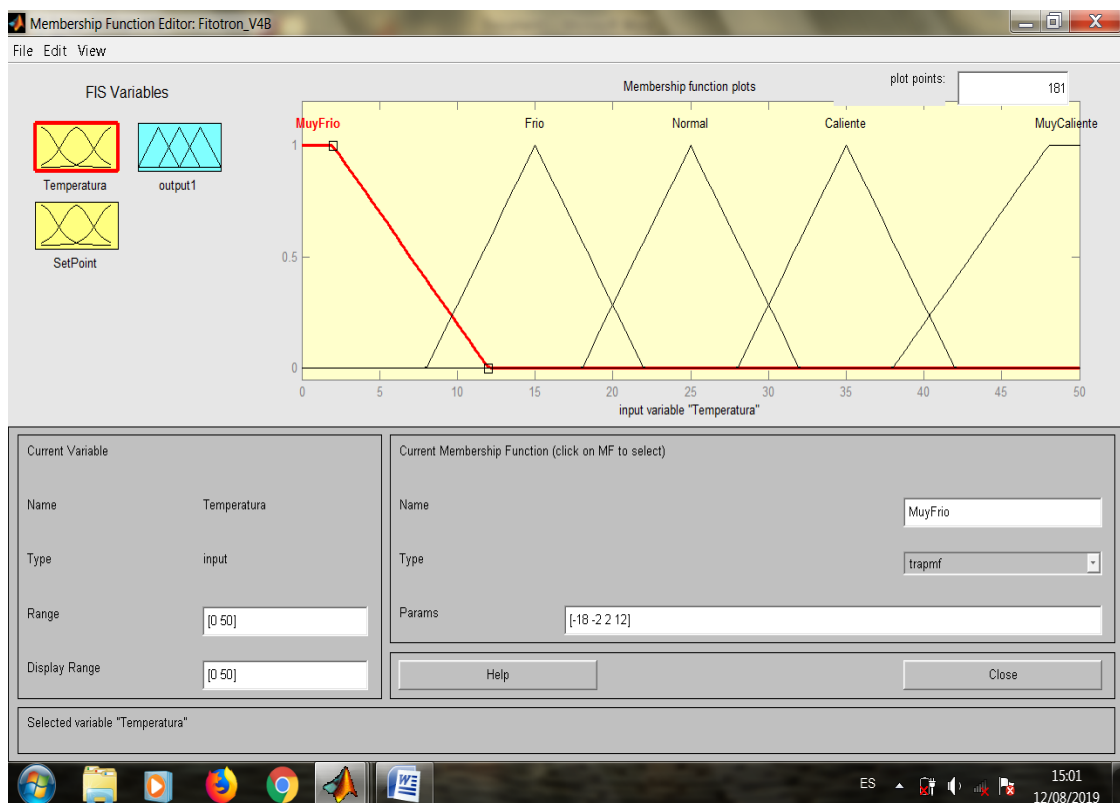 Membership Function Editor: Fitotron_V4B
File Edit View
FIS Variables
Temperatura
output1
SetPoint
Membership function plots
plot points:
181
MuyFrio
Frio
Normal
Caliente
MuyCaliente
1
0.5
0
0 5 10 15 20 25 30 35 40 45 50
input variable "Temperatura"
Current Variable
Name
Temperatura
Type
input
Range
[0 50]
Display Range
[0 50]
Current Membership Function (click on MF to select)
Name
MuyFrio
Type
trapmf
Params
[-18 -2 2 12]
Help
Close
Selected variable "Temperatura"
ES
15:01
12/08/2019